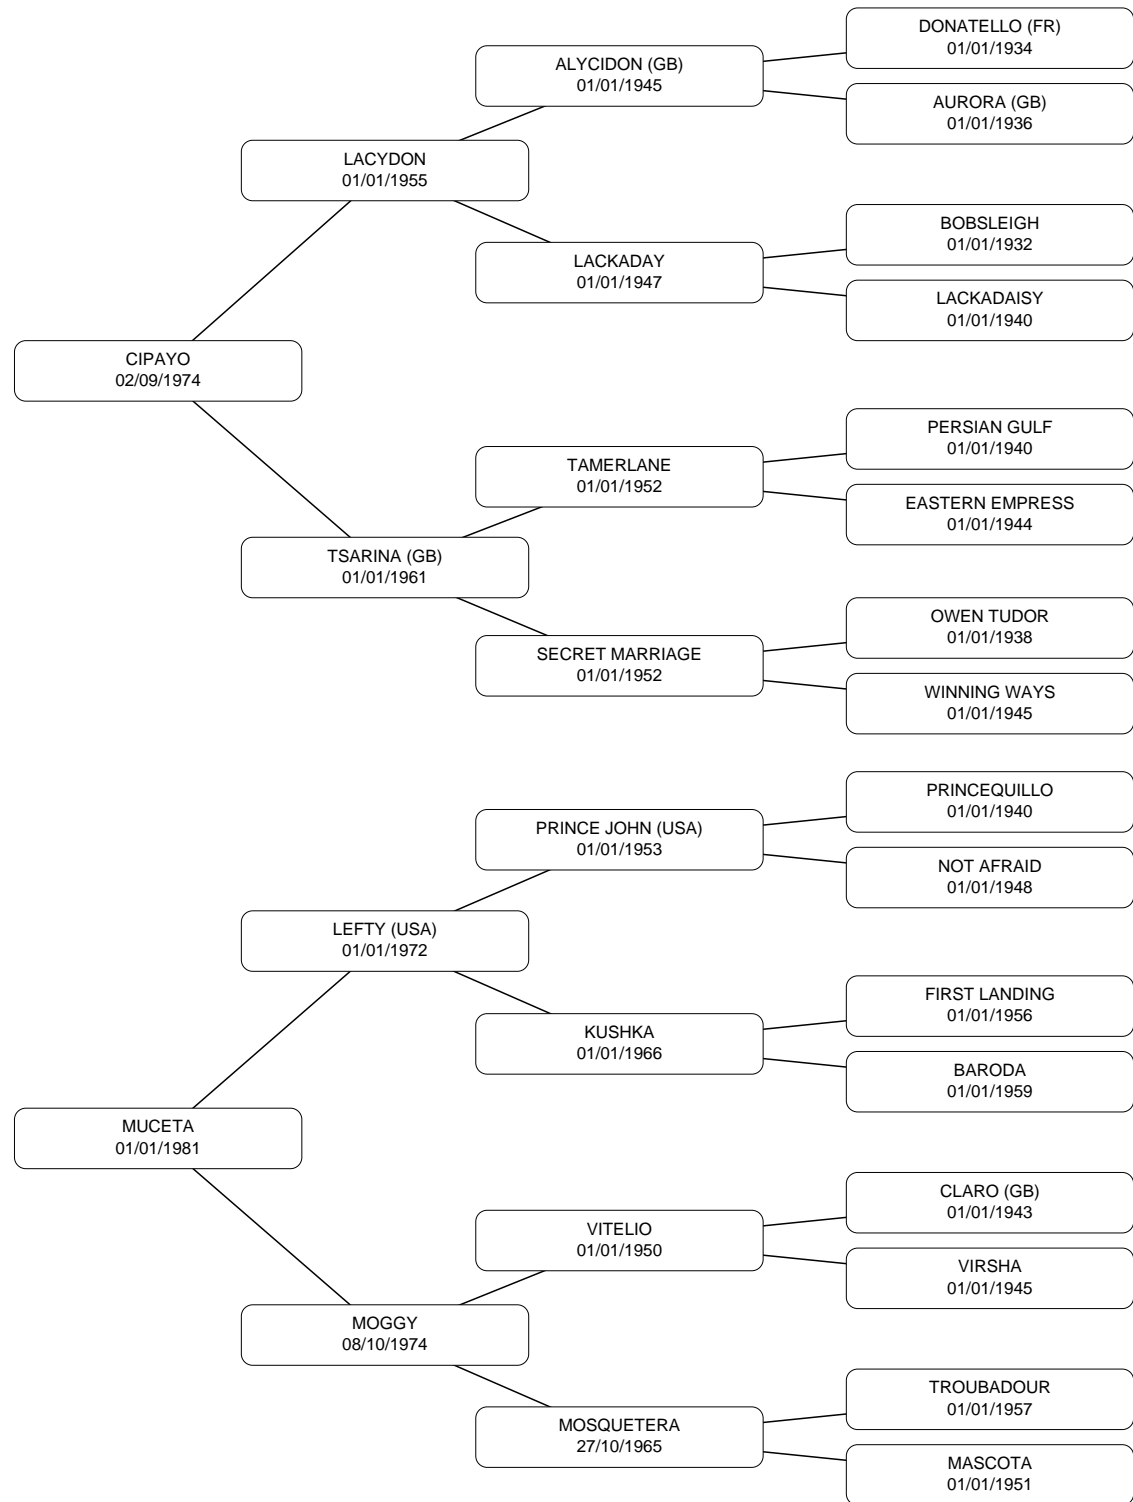 DONATELLO (FR)
01/01/1934
ALYCIDON (GB)
01/01/1945
AURORA (GB)
01/01/1936
LACYDON
01/01/1955
BOBSLEIGH
01/01/1932
LACKADAY
01/01/1947
LACKADAISY
01/01/1940
CIPAYO
02/09/1974
PERSIAN GULF
01/01/1940
TAMERLANE
01/01/1952
EASTERN EMPRESS
01/01/1944
TSARINA (GB)
01/01/1961
OWEN TUDOR
01/01/1938
SECRET MARRIAGE
01/01/1952
WINNING WAYS
01/01/1945
PRINCEQUILLO
01/01/1940
PRINCE JOHN (USA)
01/01/1953
NOT AFRAID
01/01/1948
LEFTY (USA)
01/01/1972
FIRST LANDING
01/01/1956
KUSHKA
01/01/1966
BARODA
01/01/1959
MUCETA
01/01/1981
CLARO (GB)
01/01/1943
VITELIO
01/01/1950
VIRSHA
01/01/1945
MOGGY
08/10/1974
TROUBADOUR
01/01/1957
MOSQUETERA
27/10/1965
MASCOTA
01/01/1951